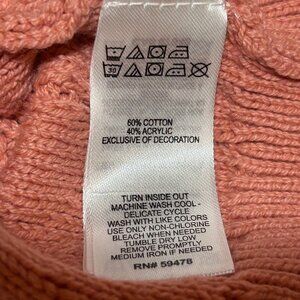 60% COTTON
40% ACRYLIC
EXCLUSIVE OF DECORATION
TURN INSIDE OUT
MACHINE WASH COOL -
DELICATE CYCLE
WASH WITH LIKE COLORS
USE ONLY NON-CHLORINE
BLEACH WHEN NEEDED
TUMBLE DRY LOW
REMOVE PROMPTLY
MEDIUM IRON IF NEEDED
RN# 59478